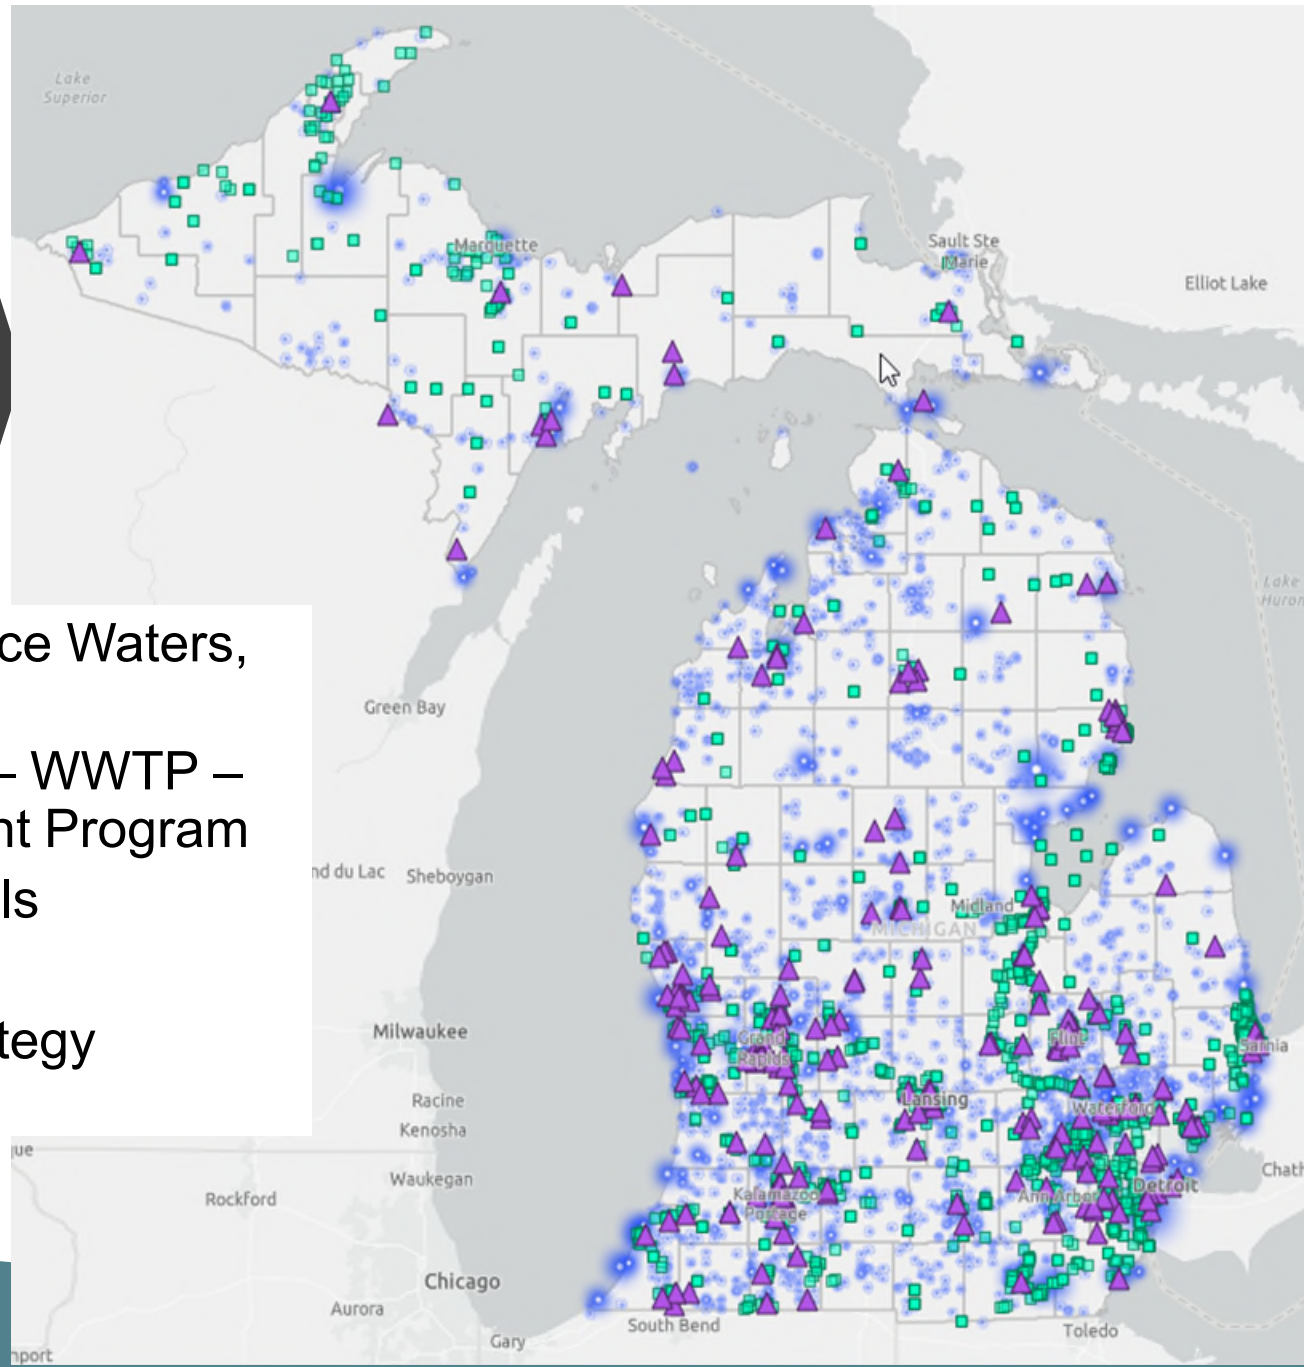 Lake
Superior
Marquette
Sault Ste
Marie
Elliot Lake
Lake
Huron
ce Waters,
Green Bay
– WWTP –
nt Program
nd du Lac
Sheboygan
ls
Midland
MICHIGAN
tegy
Milwaukee
Grand
Rapids
Flint
Sarnia
Racine
Lansing
Waterford
Kenosha
ue
Waukegan
Chath
Rockford
Kalamazoo
Portage
Ann Arbor
Detroit
Chicago
Aurora
South Bend
Gary
Toledo
nport